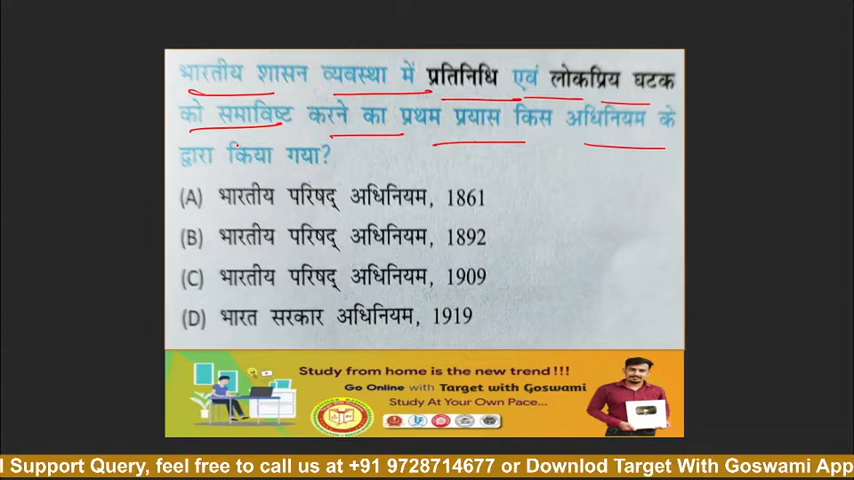 भारतीय शासन व्यवस्था में प्रतिनिधि एवं लोकप्रिय घटक
को समाविष्ट करने का प्रथम प्रयास किस अधिनियम के
द्वारा किया गया?
(A) भारतीय परिषद् अधिनियम, 1861
(B) भारतीय परिषद् अधिनियम, 1892
(C) भारतीय परिषद् अधिनियम, 1909
(D) भारत सरकार अधिनियम, 1919
Study from home is the new trend !!!
Go Online with Target with Goswami
Study At Your Own Pace...
l Support Query, feel free to call us at +91 9728714677 or Downlod Target With Goswami App